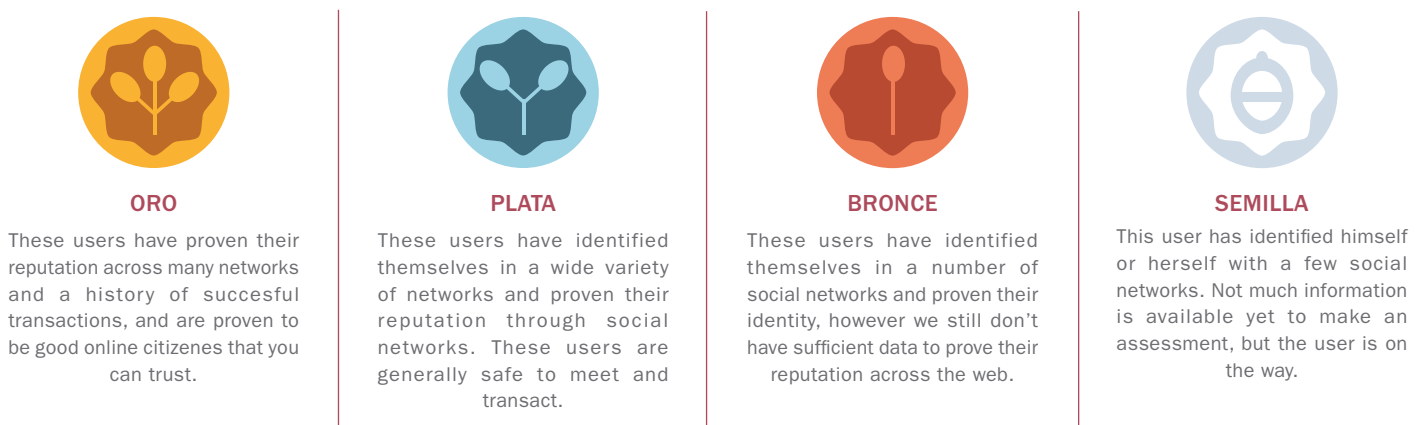 ORO
These users have proven their
reputation across many networks
and a history of succesful
transactions, and are proven to
be good online citizenes that you
can trust.
PLATA
These users have identified
themselves in a wide variety
of networks and proven their
reputation through social
networks. These users are
generally safe to meet and
transact.
BRONCE
These users have identified
themselves in a number of
social networks and proven their
identity, however we still don’t
have sufficient data to prove their
reputation across the web.
SEMILLA
This user has identified himself
or herself with a few social
networks. Not much information
is available yet to make an
assessment, but the user is on
the way.